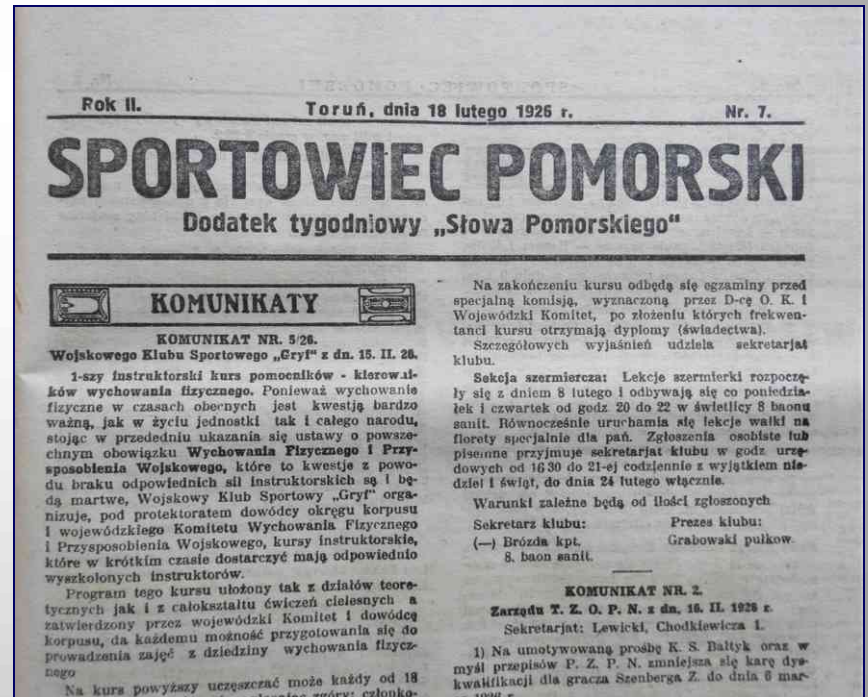 Rok II.
Toruń, dnia 18 lutego 1926 r.
Nr. 7.
SPORTOWIEC POMORSKI
Dodatek tygodniowy „Słowa Pomorskiego"
KOMUNIKATY
KOMUNIKAT NR. 5/26.
Wojskowego Klubu Sportowego „Gryf" z dn. 15. II. 26.
1-szy instruktorski kurs pomocników - kierowni-
ków wychowania fizycznego. Ponieważ wychowanie
fizyczne w czasach obecnych jest kwestją bardzo
ważną, jak w życiu jednostki tak i całego narodu,
stojąc w przededniu ukazania się ustawy o powsze-
chnym obowiązku Wychowania Fizycznego i Przy-
sposobienia Wojskowego, które to kwestje z powo-
du braku odpowiednich sił instruktorskich są i bę-
dą martwe, Wojskowy Klub Sportowy „Gryf" orga-
nizuje, pod protektoratem dowódcy okręgu korpusu
i wojewódzkiego Komitetu Wychowania Fizycznego
i Przysposobienia Wojskowego, kursy instruktorskie,
które w krótkim czasie dostarczyć mają odpowiednio
wyszkolonych instruktorów.
Program tego kursu ułożony tak z działów teore-
tycznych jak i z całokształtu ćwiczeń cielesnych a
zatwierdzony przez wojewódzki Komitet i dowódcę
korpusu, da każdemu możność przygotowania się do
prowadzenia zajęć z dziedziny wychowania fizycz-
nego
Na kurs powyższy uczęszczać może każdy od 18
zgóry: członko-
Na zakończeniu kursu odbędą się egzaminy przed
specjalną komisją, wyznaczoną przez D-cę O. K. i
Wojewódzki Komitet, po złożeniu których frekwen-
tanci kursu otrzymają dyplomy (świadectwa).
Szczegółowych wyjaśnień udziela sekretarjat
klubu.
Sekcja szermiercza: Lekcje szermierki rozpoczę-
ły się z dniem 8 lutego i odbywają się co poniedzia-
łek i czwartek od godz. 20 do 22 w świetlicy 8 baonu
sanit. Równocześnie uruchamia się lekcje walki na
florety specjalnie dla pań. Zgłoszenia osobiste lub
pisemne przyjmuje sekretarjat klubu w godz. urzę-
dowych od 16 30 do 21-ej codziennie z wyjątkiem nie-
dziel i świąt, do dnia 24 lutego włącznie.
Warunki zależne będą od ilości zgłoszonych
Sekretarz klubu: Prezes klubu:
(—) Brózda kpt. Grabowski pułkow.
8. baon sanit.
KOMUNIKAT NR. 2.
Zarządu T. Z. O. P. N. z dn. 16. II. 1926 r.
Sekretarjat: Lewicki, Chodkiewicza 1.
1) Na umotywowaną prośbę K. S. Bałtyk oraz w
myśl przepisów P. Z. P. N. zmniejsza się karę dys-
kwalifikacji dla gracza Szenberga Z. do dnia 6 mar-
1926 r.